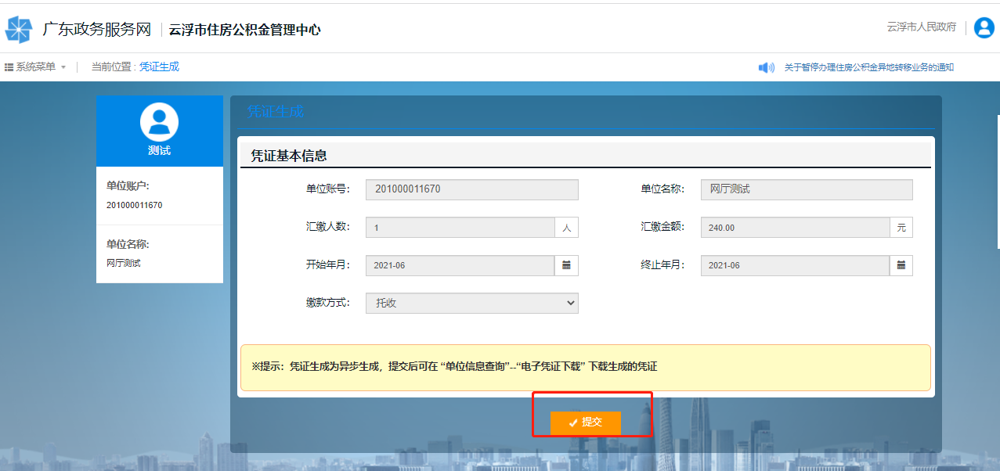 广东政务服务网 云浮市住房公积金管理中心 云浮市人民政府
系统菜单 当前位置 : 凭证生成 关于暂停办理住房公积金异地转移业务的通知
测试
单位账户:
201000011670
单位名称:
网厅测试
凭证生成
凭证基本信息
单位账号: 201000011670 单位名称: 网厅测试
汇缴人数: 1 人 汇缴金额: 240.00 元
开始年月: 2021-06 终止年月: 2021-06
缴款方式: 托收
※提示：凭证生成为异步生成，提交后可在 “单位信息查询”--“电子凭证下载” 下载生成的凭证
提交